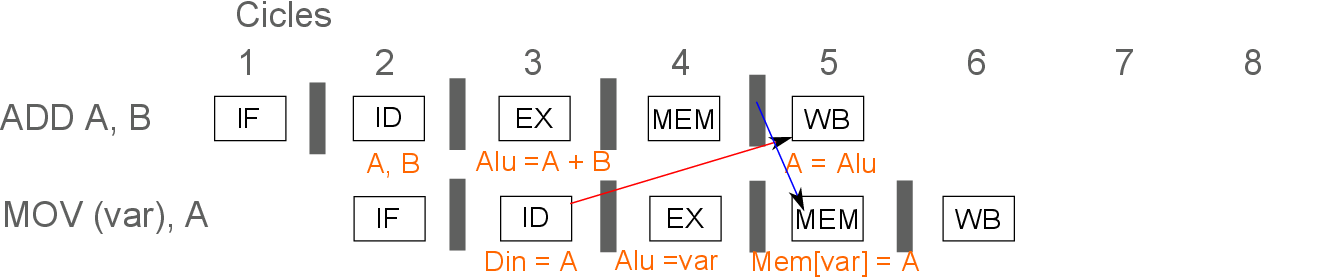 Cicles
1 2 3 4 5 6 7 8
ADD A, B IF ID EX MEM WB
A, B Alu =A + B A = Alu
MOV (var), A IF ID EX MEM WB
Din = A Alu =var Mem[var] = A